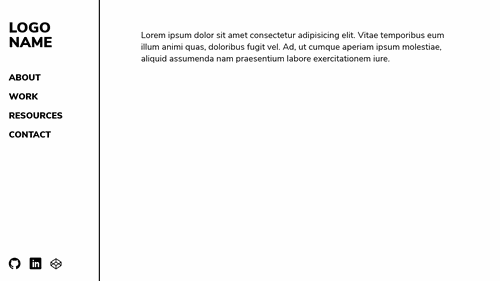 LOGO
NAME
ABOUT
WORK
RESOURCES
CONTACT
Lorem ipsum dolor sit amet consectetur adipisicing elit. Vitae temporibus eum
illum animi quas, doloribus fugit vel. Ad, ut cumque aperiam ipsum molestiae,
aliquid assumenda nam praesentium labore exercitationem iure.